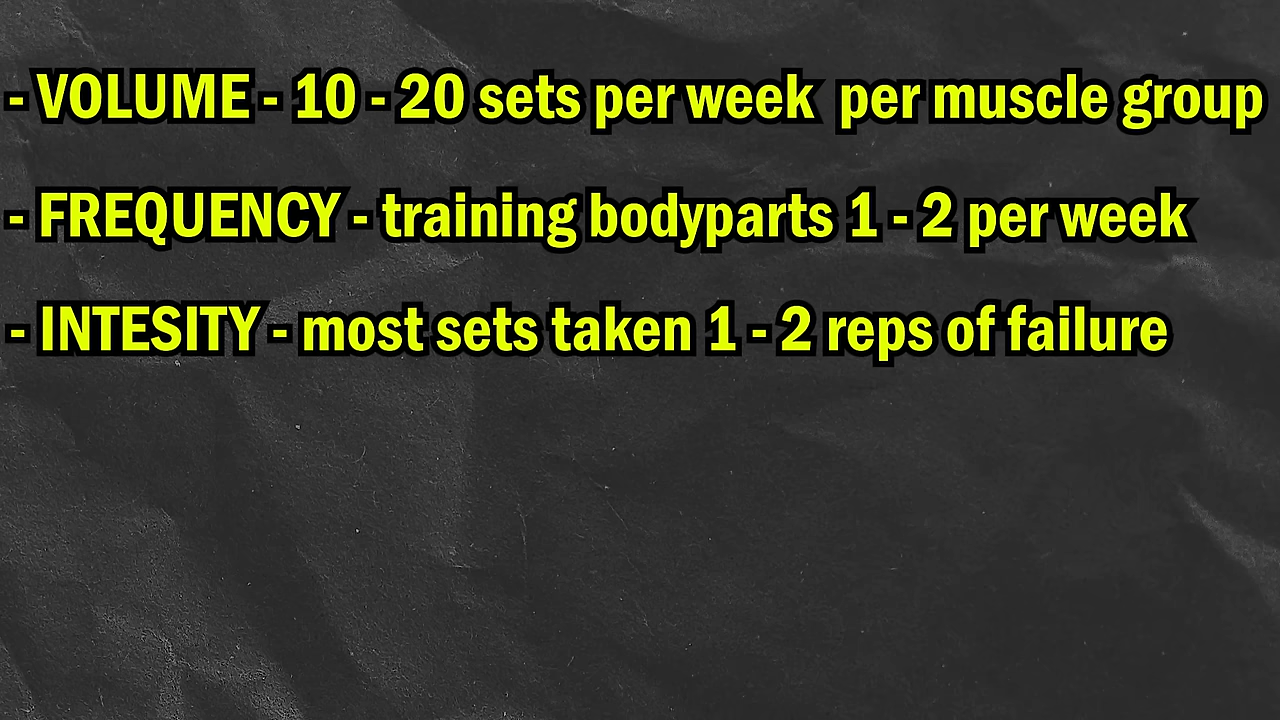 - VOLUME - 10 - 20 sets per week  per muscle group
- FREQUENCY - training bodyparts 1 - 2 per week
- INTESITY - most sets taken 1 - 2 reps of failure